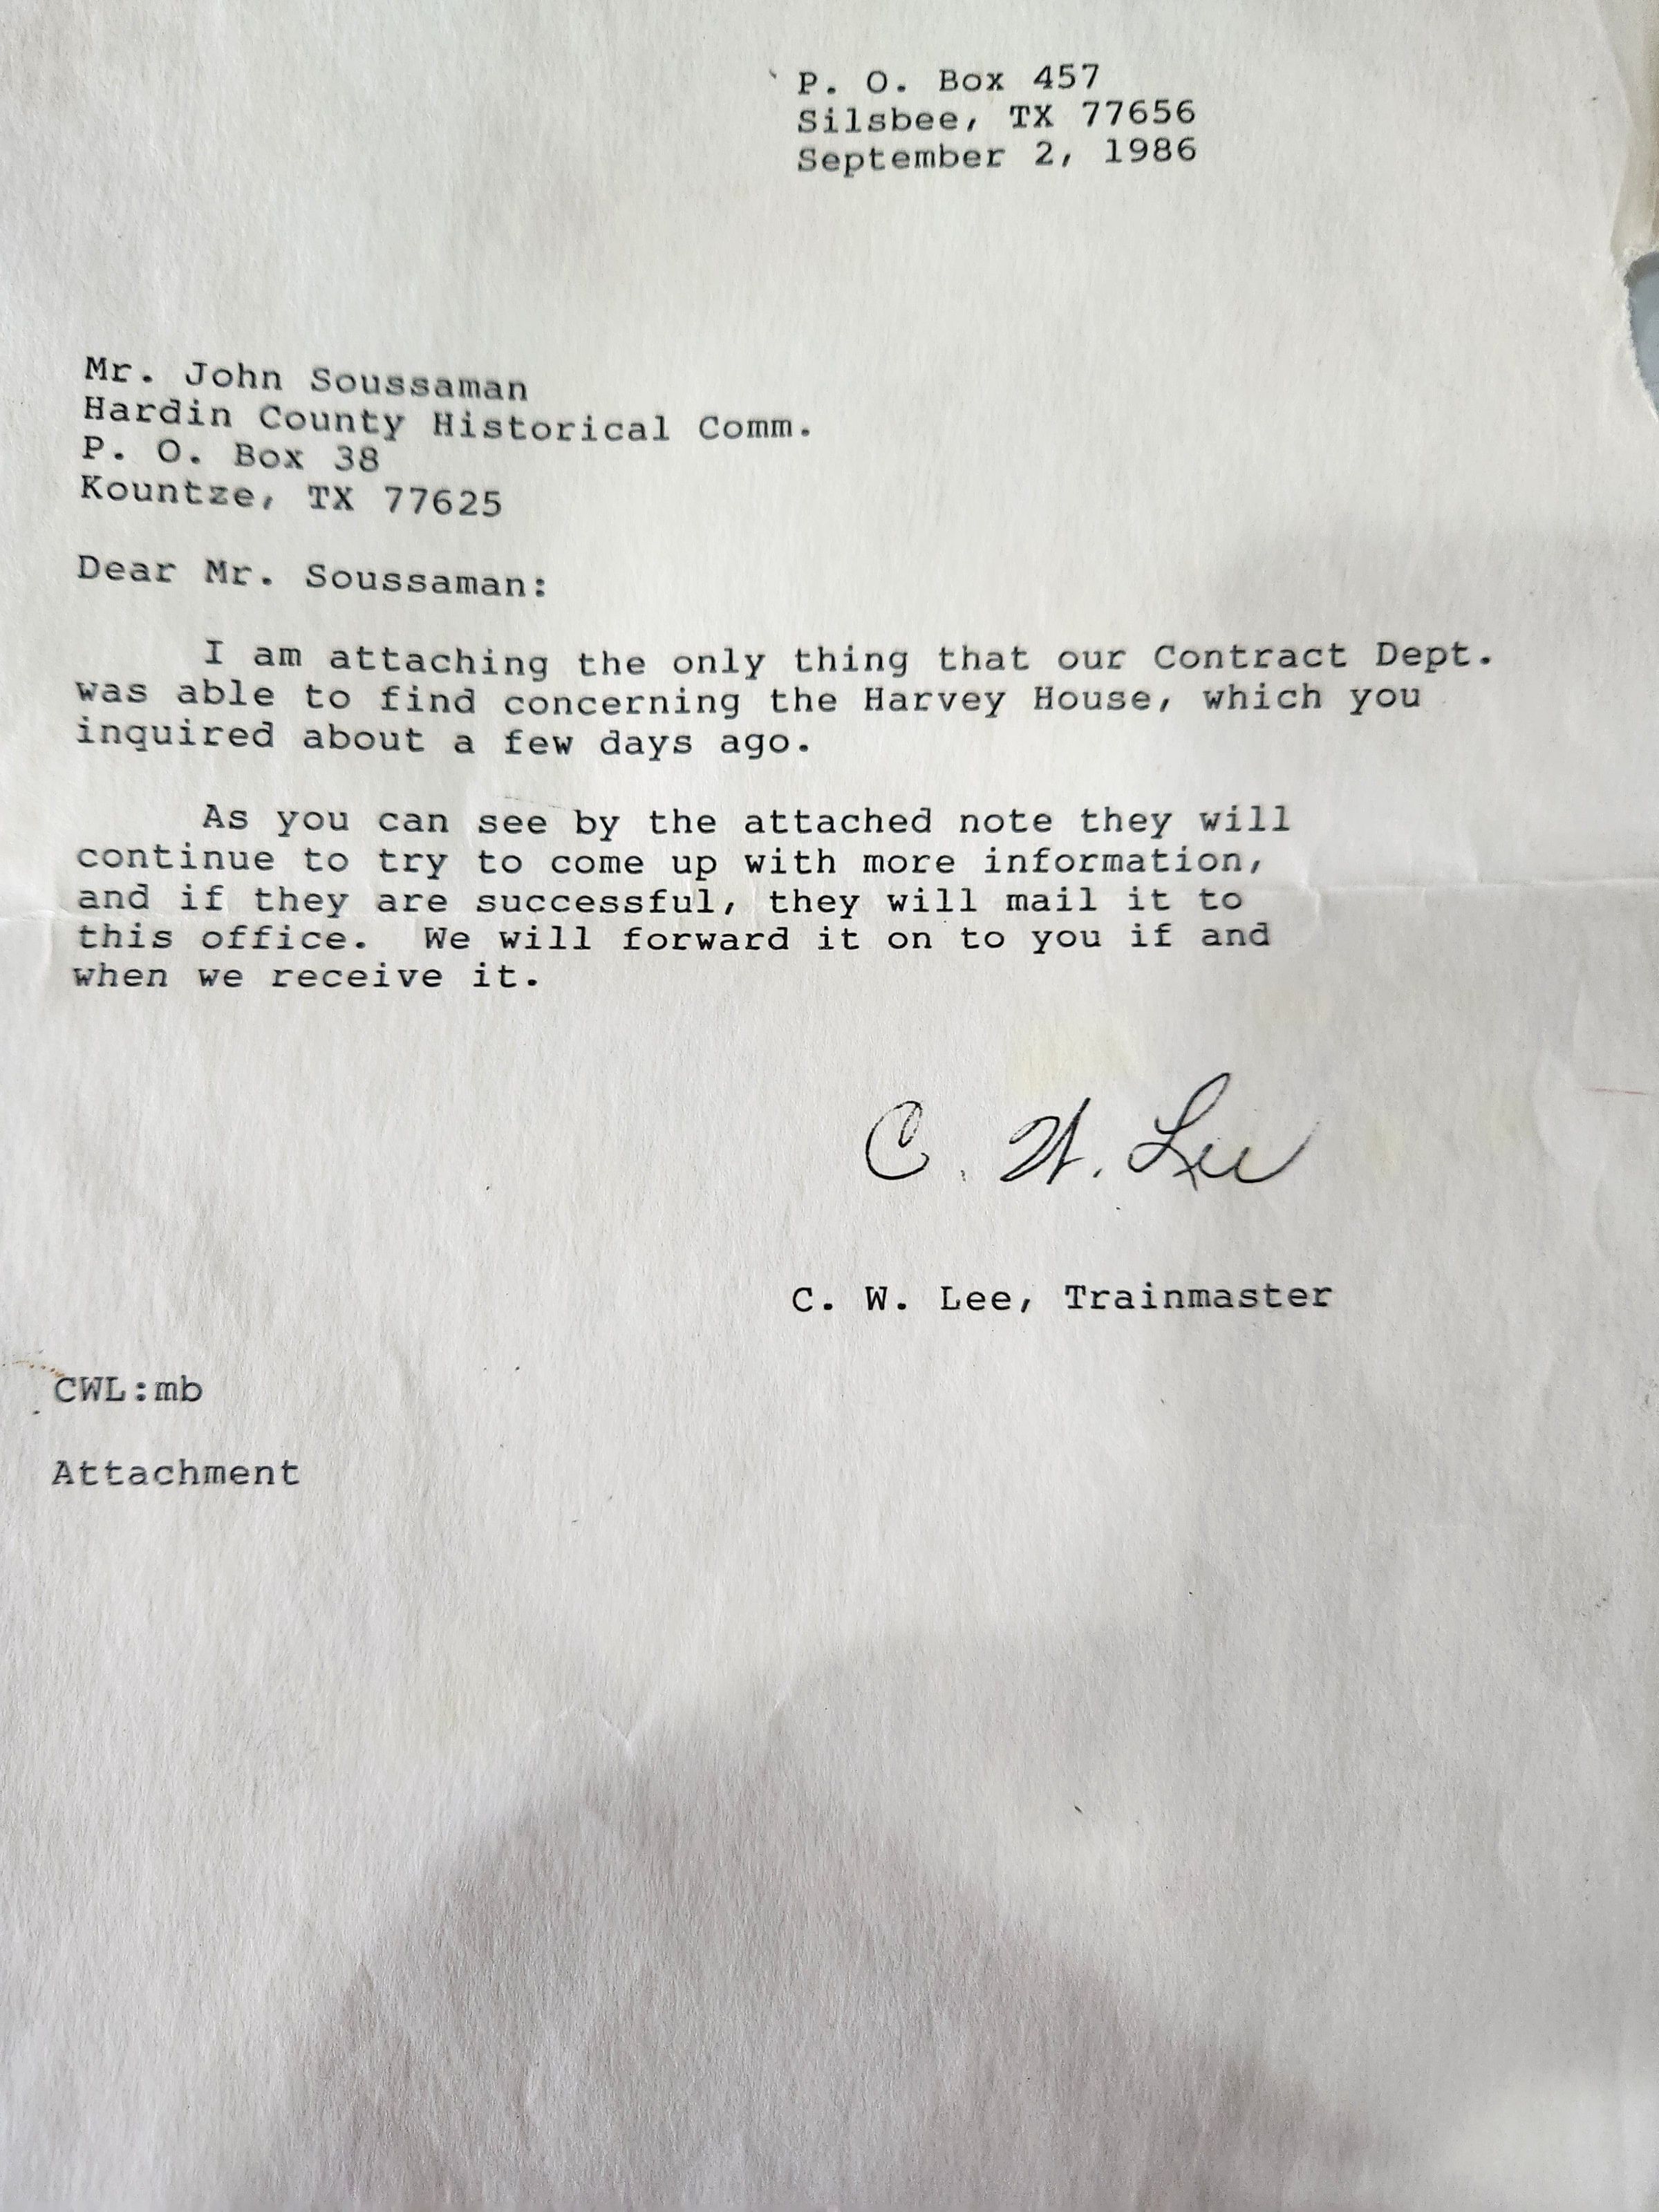 P. O. Box 457
Silsbee, TX 77656
September 2, 1986
Mr. John Soussaman
Hardin County Historical Comm.
P. O. Box 38
Kountze, TX 77625
Dear Mr. Soussaman:
I am attaching the only thing that our Contract Dept.
was able to find concerning the Harvey House, which you
inquired about a few days ago.
As you can see by the attached note they will
continue to try to come up with more information,
and if they are successful, they will mail it to
this office. We will forward it on to you if and
when we receive it.
C. W. Lee
C. W. Lee, Trainmaster
CWL:mb
Attachment